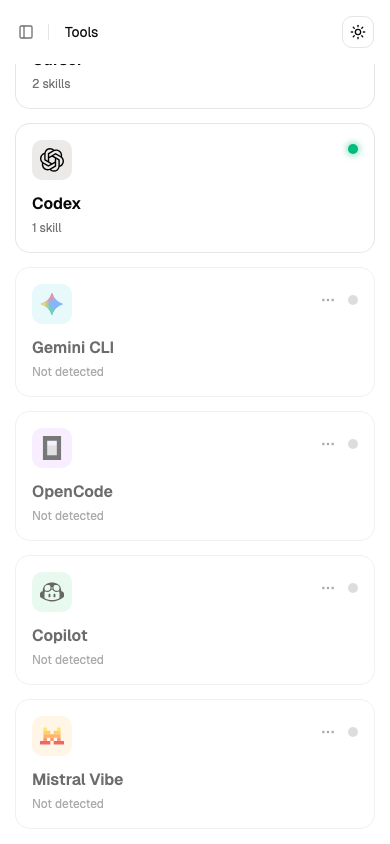 Tools
Cursor
2 skills
Codex
1 skill
Gemini CLI
Not detected
OpenCode
Not detected
Copilot
Not detected
Mistral Vibe
Not detected